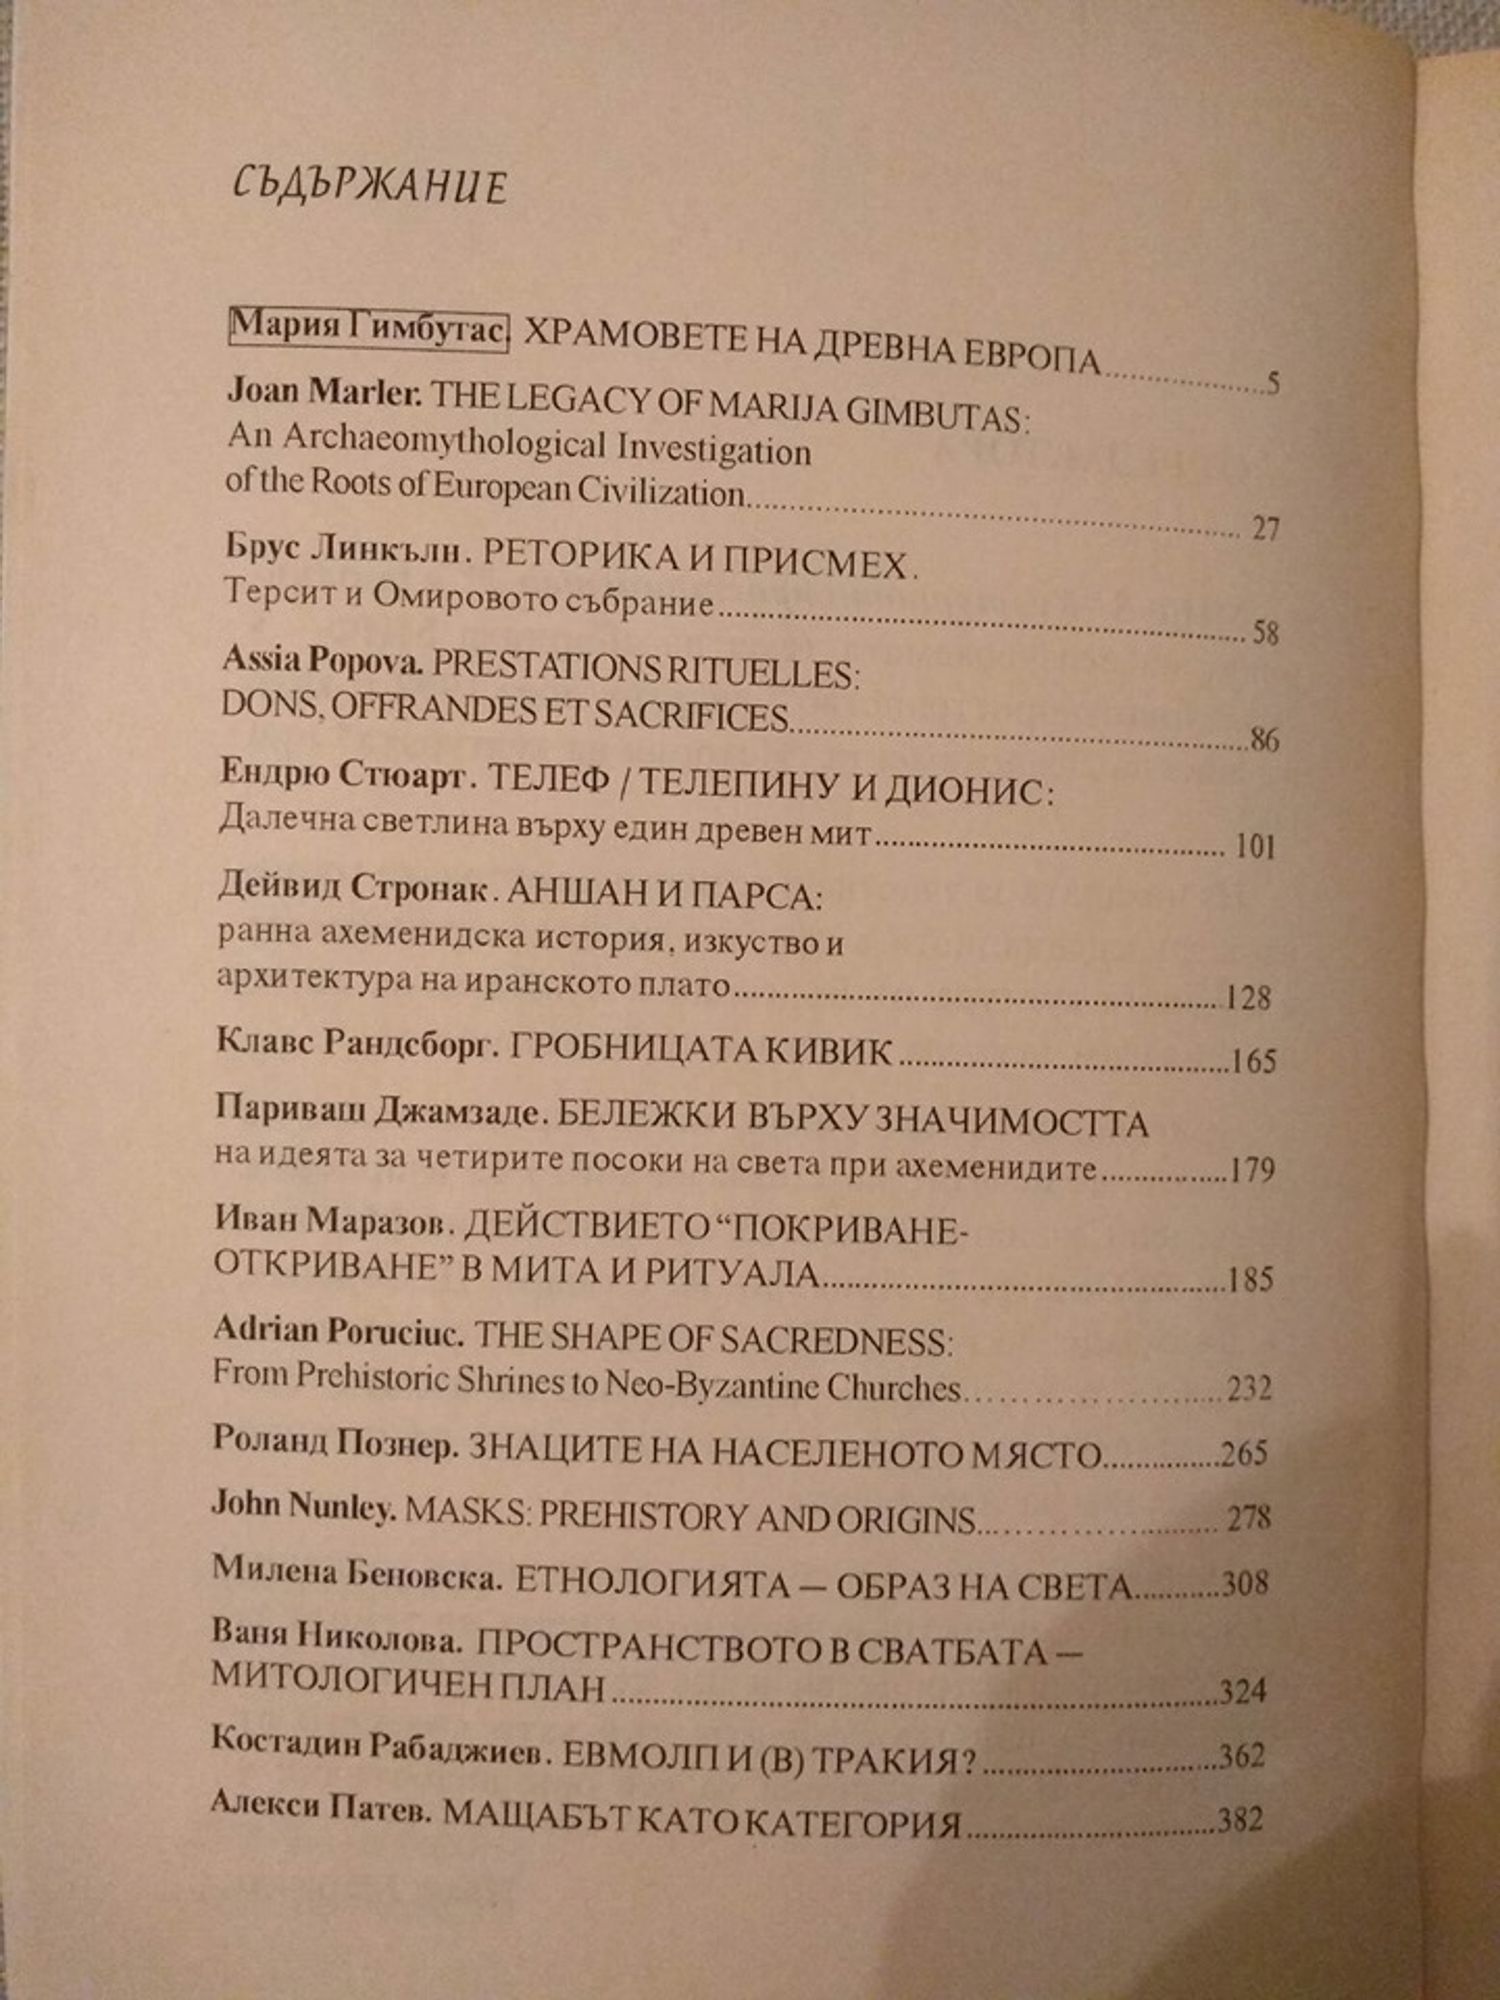 СЪДЪРЖАНИЕ
Мария Гимбутас. ХРАМОВЕТЕ НА ДРЕВНА ЕВРОПА..........5
Joan Marler. THE LEGACY OF MARIJA GIMBUTAS:
An Archaeomythological Investigation
of the Roots of European Civilization.......... 27
Брус Линкълн. РЕТОРИКА И ПРИСМЕХ.
Терсит и Омировото събрание.......... 58
Assia Popova. PRESTATIONS RITUELLES:
DONS, OFFRANDES ET SACRIFICES..........86
Ендрю Стюарт. ТЕЛЕФ / ТЕЛЕПИНУ И ДИОНИС:
Далечна светлина върху един древен мит.......... 101
Дейвид Стронак. АНШАН И ПАРСА:
ранна ахеменидска история, изкуство и
архитектура на иранското плато..........128
Клавс Рандсборг. ГРОБНИЦАТА КИВИК..........165
Париваш Джамзаде. БЕЛЕЖКИ ВЪРХУ ЗНАЧИМОСТТА
на идеята за четирите посоки на света при ахеменидите..........179
Иван Маразов. ДЕЙСТВИЕТО “ПОКРИВАНЕ-
ОТКРИВАНЕ” В МИТА И РИТУАЛА..........185
Adrian Poruciuc. THE SHAPE OF SACREDNESS:
From Prehistoric Shrines to Neo-Byzantine Churches..........232
Роланд Познер. ЗНАЦИТЕ НА НАСЕЛЕНОТО МЯСТО..........265
John Nunley. MASKS: PREHISTORY AND ORIGINS.......... 278
Милена Беновска. ЕТНОЛОГИЯТА — ОБРАЗ НА СВЕТА..........308
Ваня Николова. ПРОСТРАНСТВОТО В СВАТБАТА —
МИТОЛОГИЧЕН ПЛАН..........324
Костадин Рабаджиев. ЕВМОЛП И (В) ТРАКИЯ?..........362
Алекси Патев. МАЩАБЪТ КАТО КАТЕГОРИЯ..........382